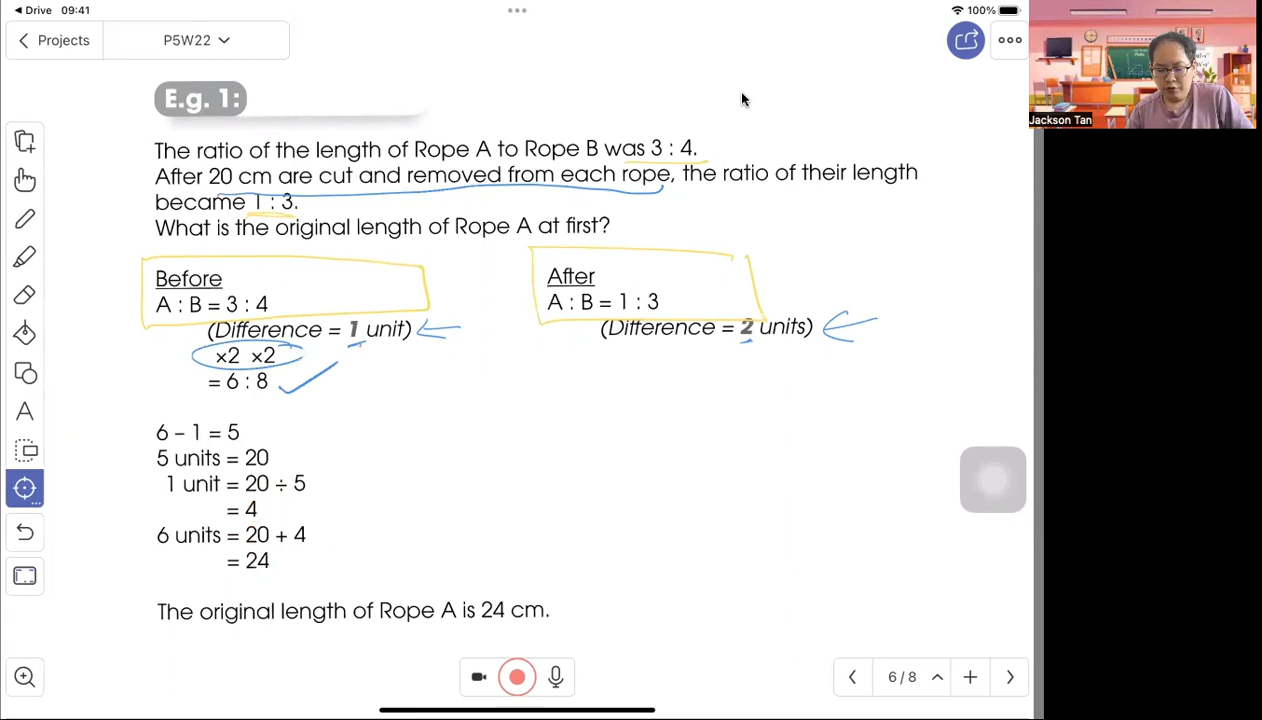 Drive 09:41
100%
Projects
P5W22
Jackson Tan
E.g. 1:
The ratio of the length of Rope A to Rope B was 3 : 4.
After 20 cm are cut and removed from each rope, the ratio of their length
became 1 : 3.
What is the original length of Rope A at first?
Before
A : B = 3 : 4
(Difference = 1 unit)
×2 ×2
= 6 : 8
After
A : B = 1 : 3
(Difference = 2 units)
6 – 1 = 5
5 units = 20
1 unit = 20 ÷ 5
= 4
6 units = 20 + 4
= 24
The original length of Rope A is 24 cm.
6 / 8